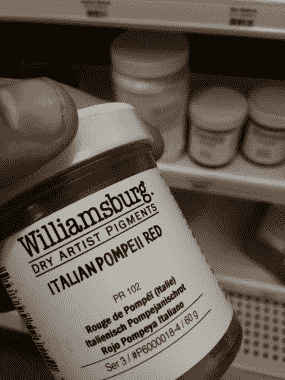 Williamsburg.
DRY ARTIST PIGMENTS
ITALIAN POMPEII RED
PR 102
Rouge de Pompéi (Italie)
Italienisch Pompejanischrot
Rojo Pompeya Italiano
Ser 3 / #P6000018-4 / 60 g